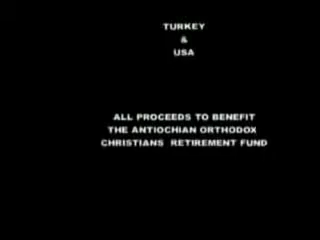 TURKEY
&
USA
ALL PROCEEDS TO BENEFIT
THE ANTIOCHIAN ORTHODOX
CHRISTIANS RETIREMENT FUND